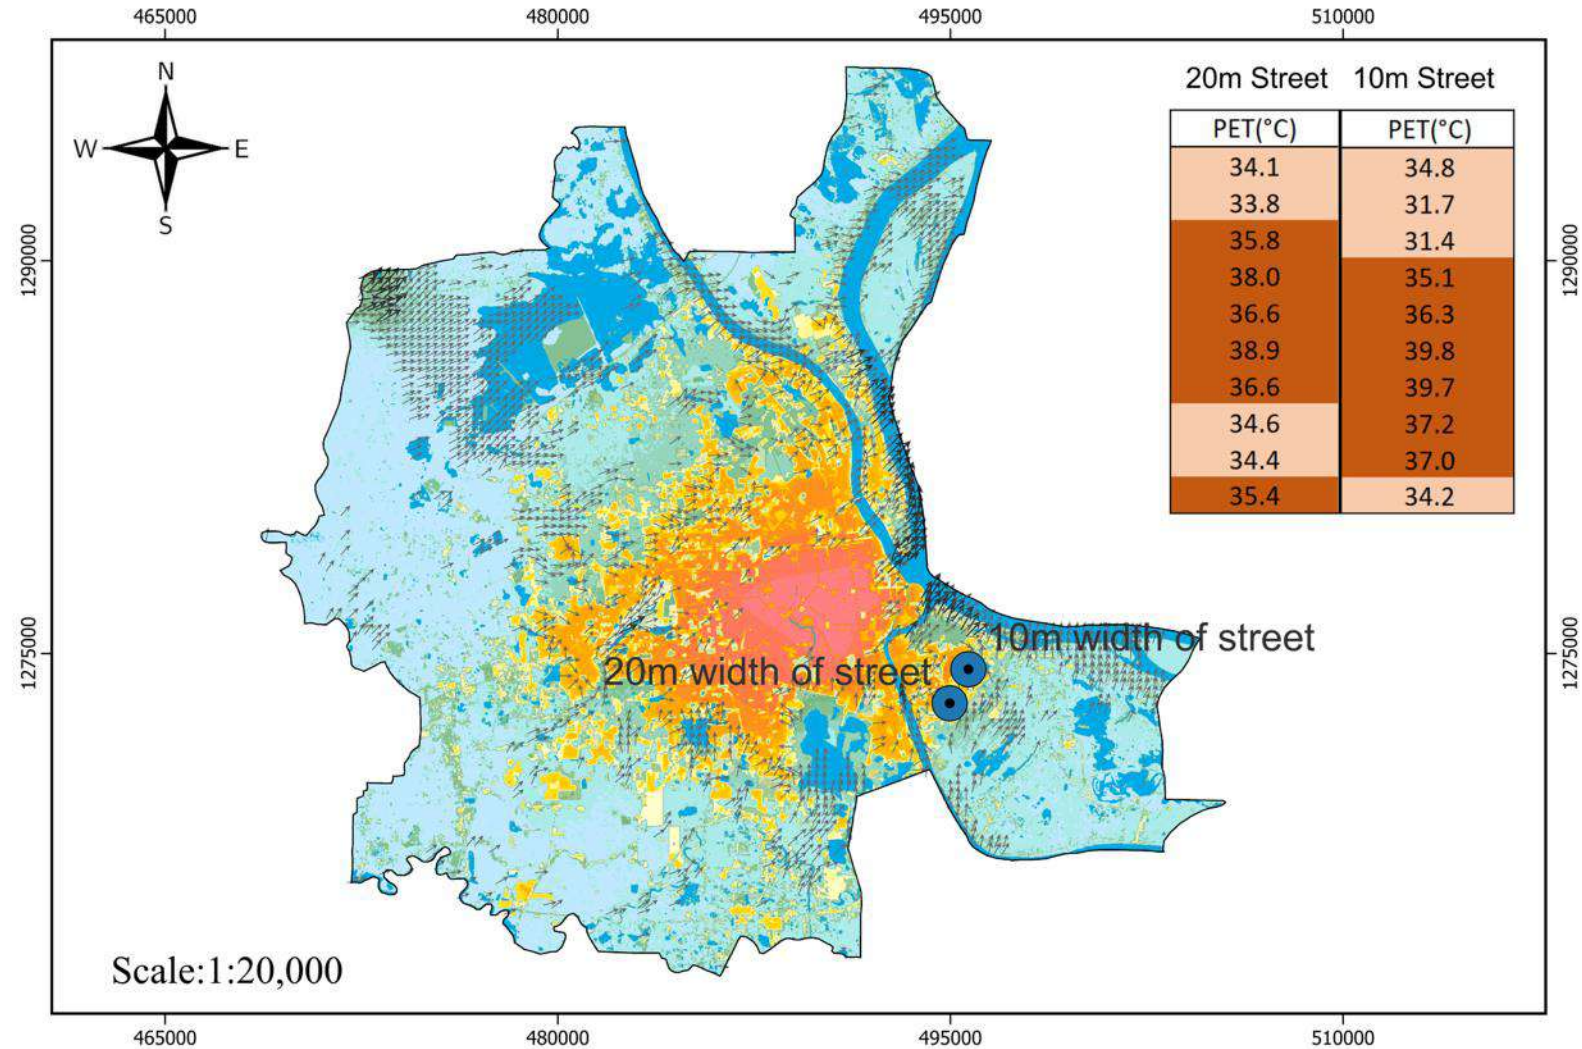 465000 480000 495000 510000
N
W E
S
20m Street 10m Street
PET(°C) PET(°C)
34.1 34.8
33.8 31.7
35.8 31.4
38.0 35.1
36.6 36.3
38.9 39.8
36.6 39.7
34.6 37.2
34.4 37.0
35.4 34.2
1290000 1290000
10m width of street
20m width of street
1275000 1275000
Scale:1:20,000
465000 480000 495000 510000